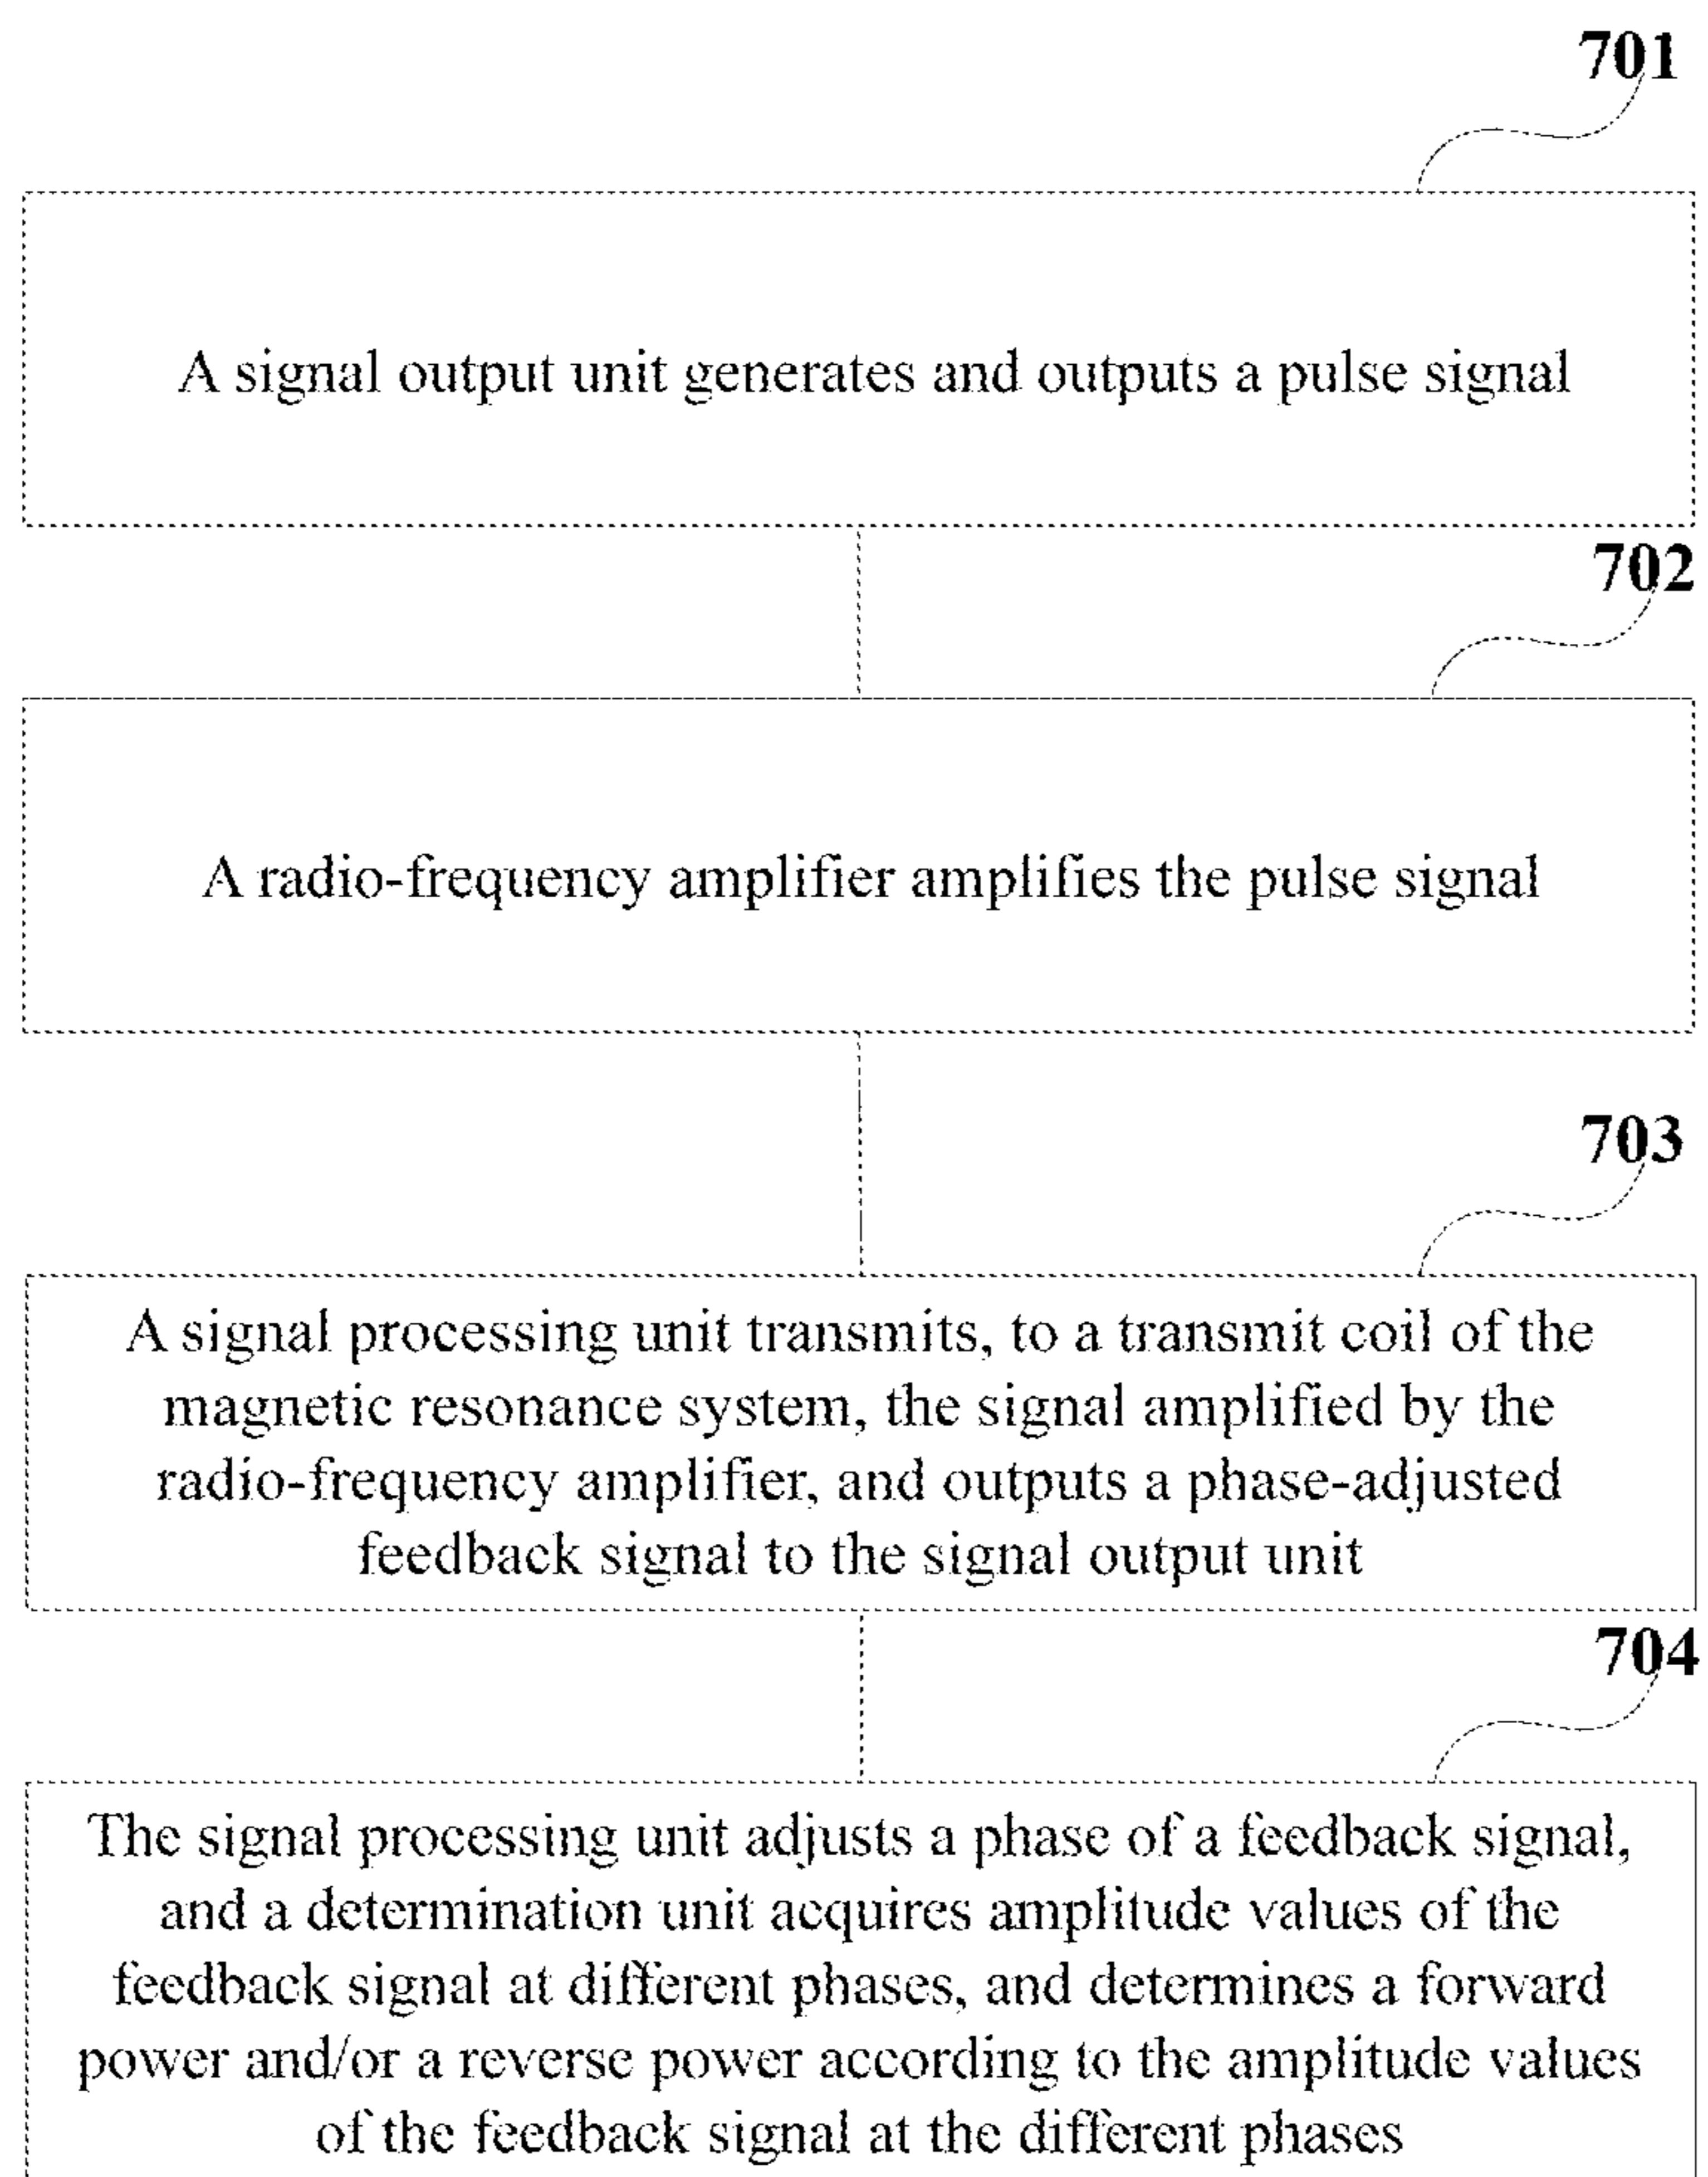 701
A signal output unit generates and outputs a pulse signal
702
A radio-frequency amplifier amplifies the pulse signal
703
A signal processing unit transmits, to a transmit coil of the
magnetic resonance system, the signal amplified by the
radio-frequency amplifier, and outputs a phase-adjusted
feedback signal to the signal output unit
704
The signal processing unit adjusts a phase of a feedback signal,
and a determination unit acquires amplitude values of the
feedback signal at different phases, and determines a forward
power and/or a reverse power according to the amplitude values
of the feedback signal at the different phases